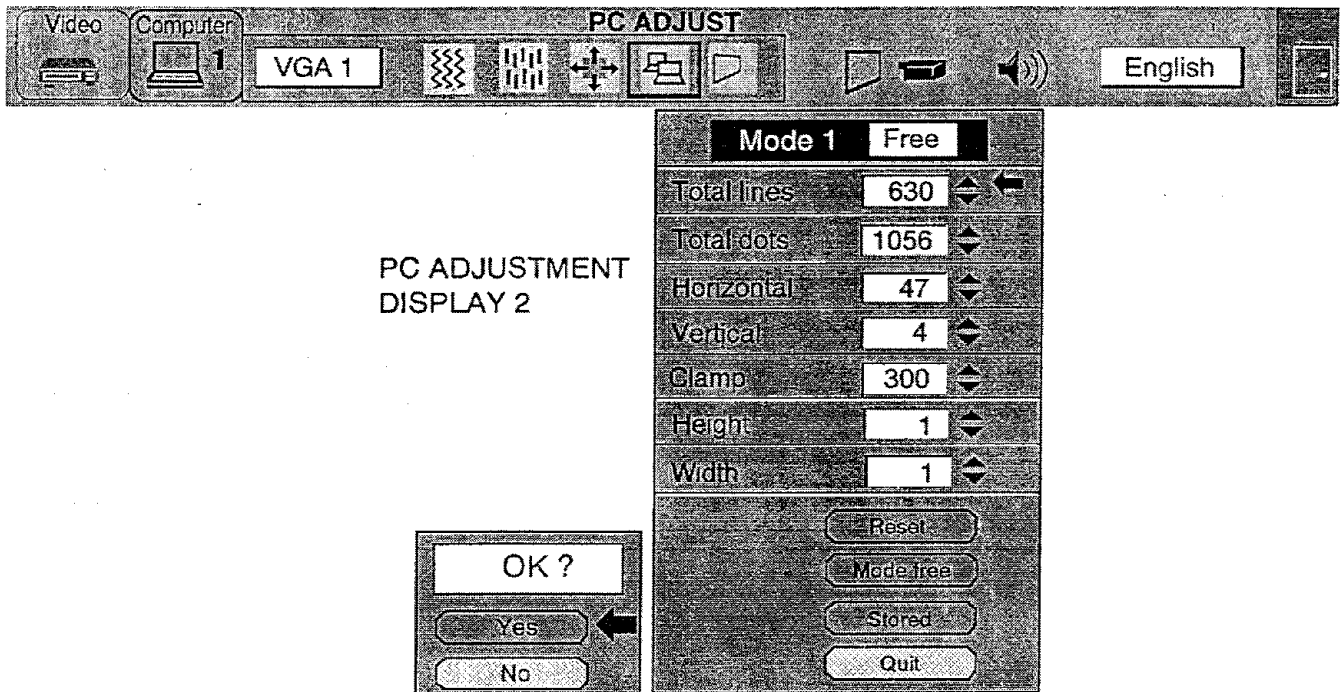 PC ADJUST
Video
Computer
1
VGA 1
English
Mode 1 Free
Total lines 630
Total dots 1056
Horizontal 47
Vertical 4
Clamp 300
Height 1
Width 1
Reset
Mode free
Stored
Quit
PC ADJUSTMENT
DISPLAY 2
OK ?
Yes
No